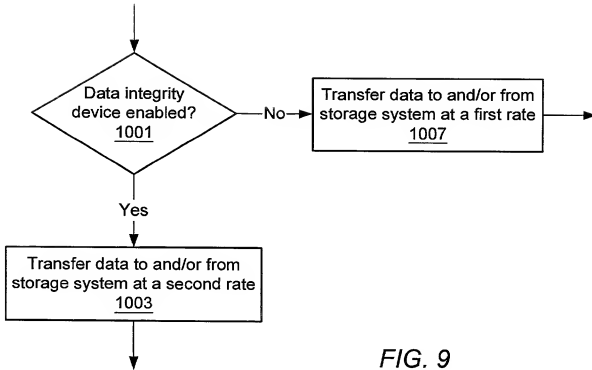 Data integrity
device enabled?
1001
No
Transfer data to and/or from
storage system at a first rate
1007
Yes
Transfer data to and/or from
storage system at a second rate
1003
FIG. 9